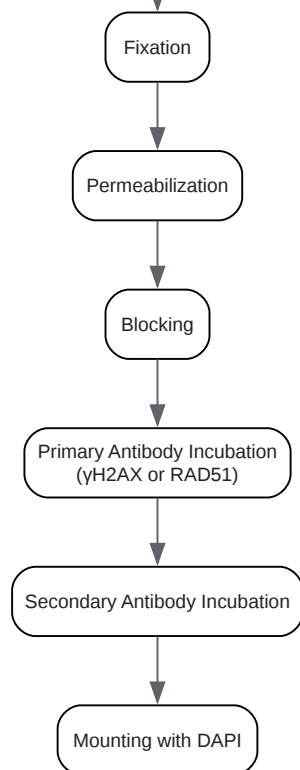 Fixation
Permeabilization
Blocking
Primary Antibody Incubation
(γH2AX or RAD51)
Secondary Antibody Incubation
Mounting with DAPI